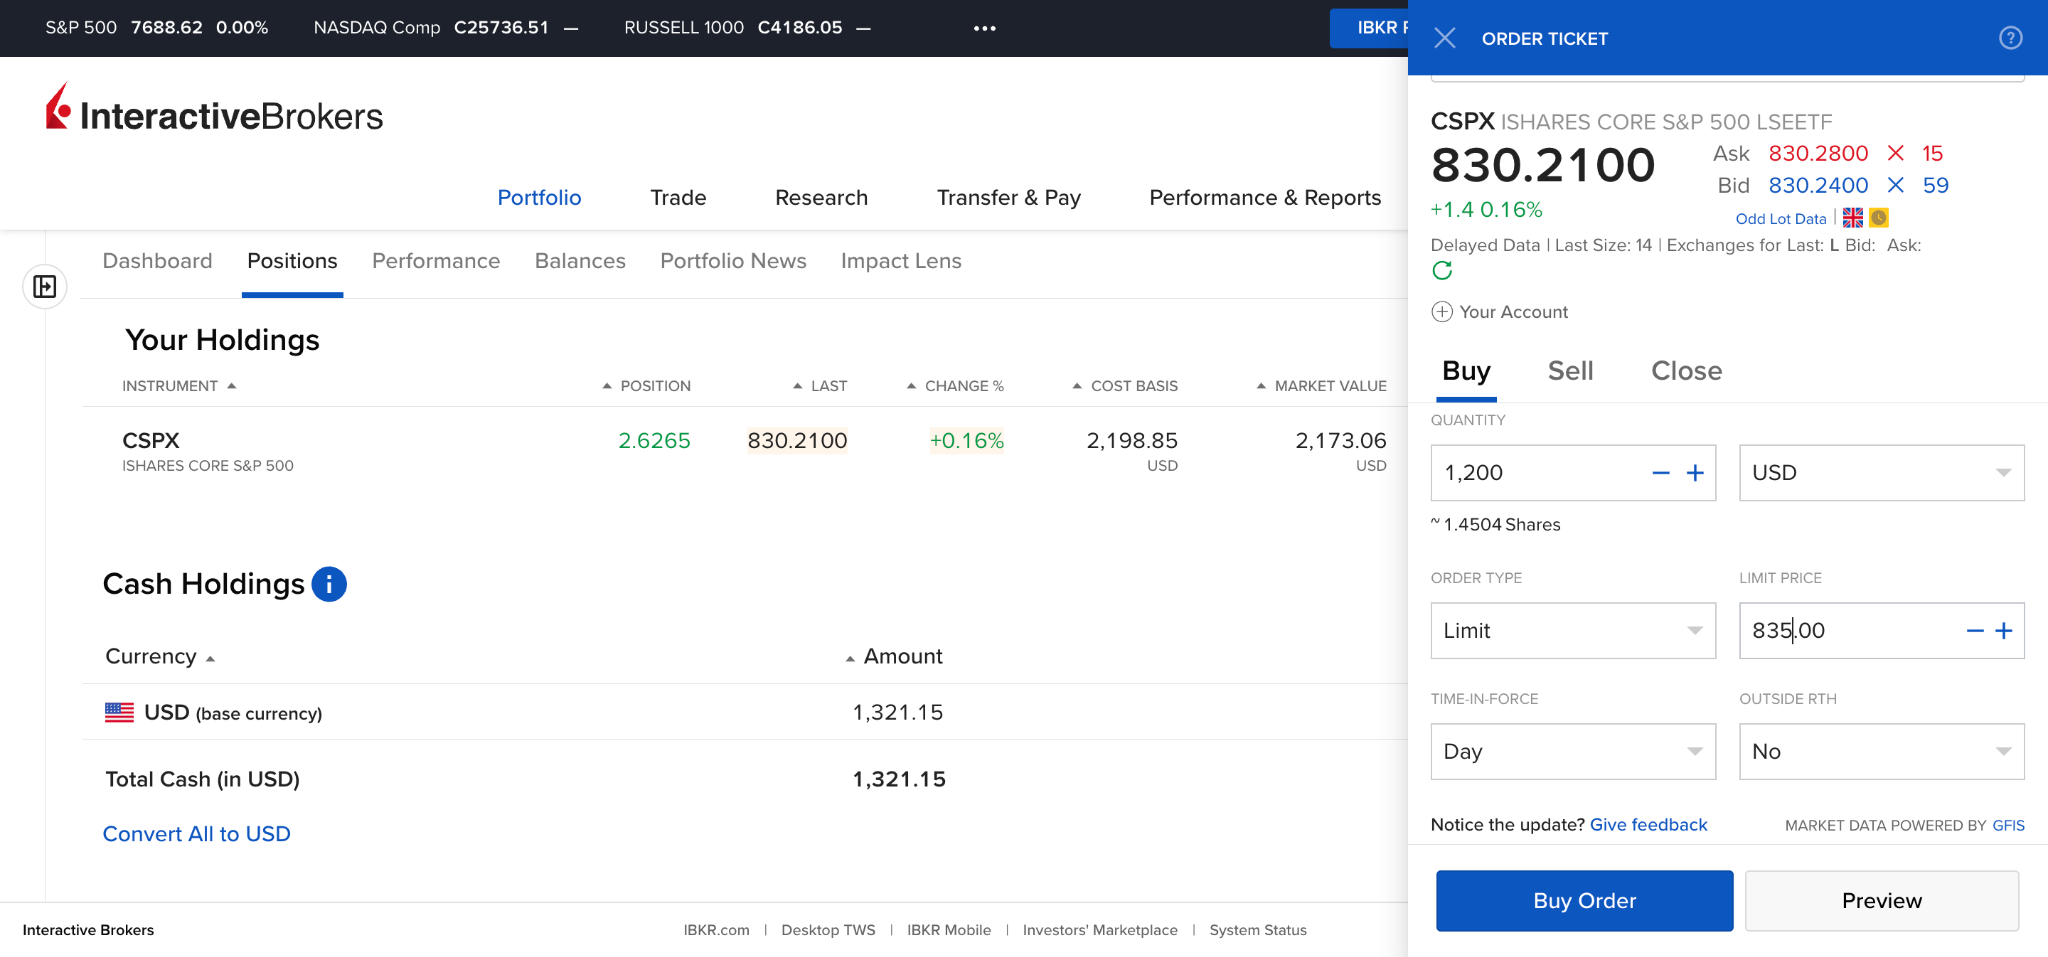 S&P 500 7688.62 0.00% NASDAQ Comp C25736.51 — RUSSELL 1000 C4186.05 — •••
InteractiveBrokers
Portfolio Trade Research Transfer & Pay Performance & Reports
Dashboard Positions Performance Balances Portfolio News Impact Lens
Your Holdings
INSTRUMENT POSITION LAST CHANGE % COST BASIS MARKET VALUE
CSPX 2.6265 830.2100 +0.16% 2,198.85 2,173.06
ISHARES CORE S&P 500 USD USD
Cash Holdings i
Currency Amount
USD (base currency) 1,321.15
Total Cash (in USD) 1,321.15
Convert All to USD
Interactive Brokers IBKR.com | Desktop TWS | IBKR Mobile | Investors' Marketplace | System Status
IBKR
ORDER TICKET ?
CSPX ISHARES CORE S&P 500 LSEETF
830.2100
Ask 830.2800 × 15
Bid 830.2400 × 59
+1.4 0.16%
Odd Lot Data |
Delayed Data | Last Size: 14 | Exchanges for Last: L Bid: Ask:
Your Account
Buy Sell Close
QUANTITY
1,200 − + USD
~ 1.4504 Shares
ORDER TYPE LIMIT PRICE
Limit 835.00 − +
TIME-IN-FORCE OUTSIDE RTH
Day No
Notice the update? Give feedback MARKET DATA POWERED BY GFIS
Buy Order Preview